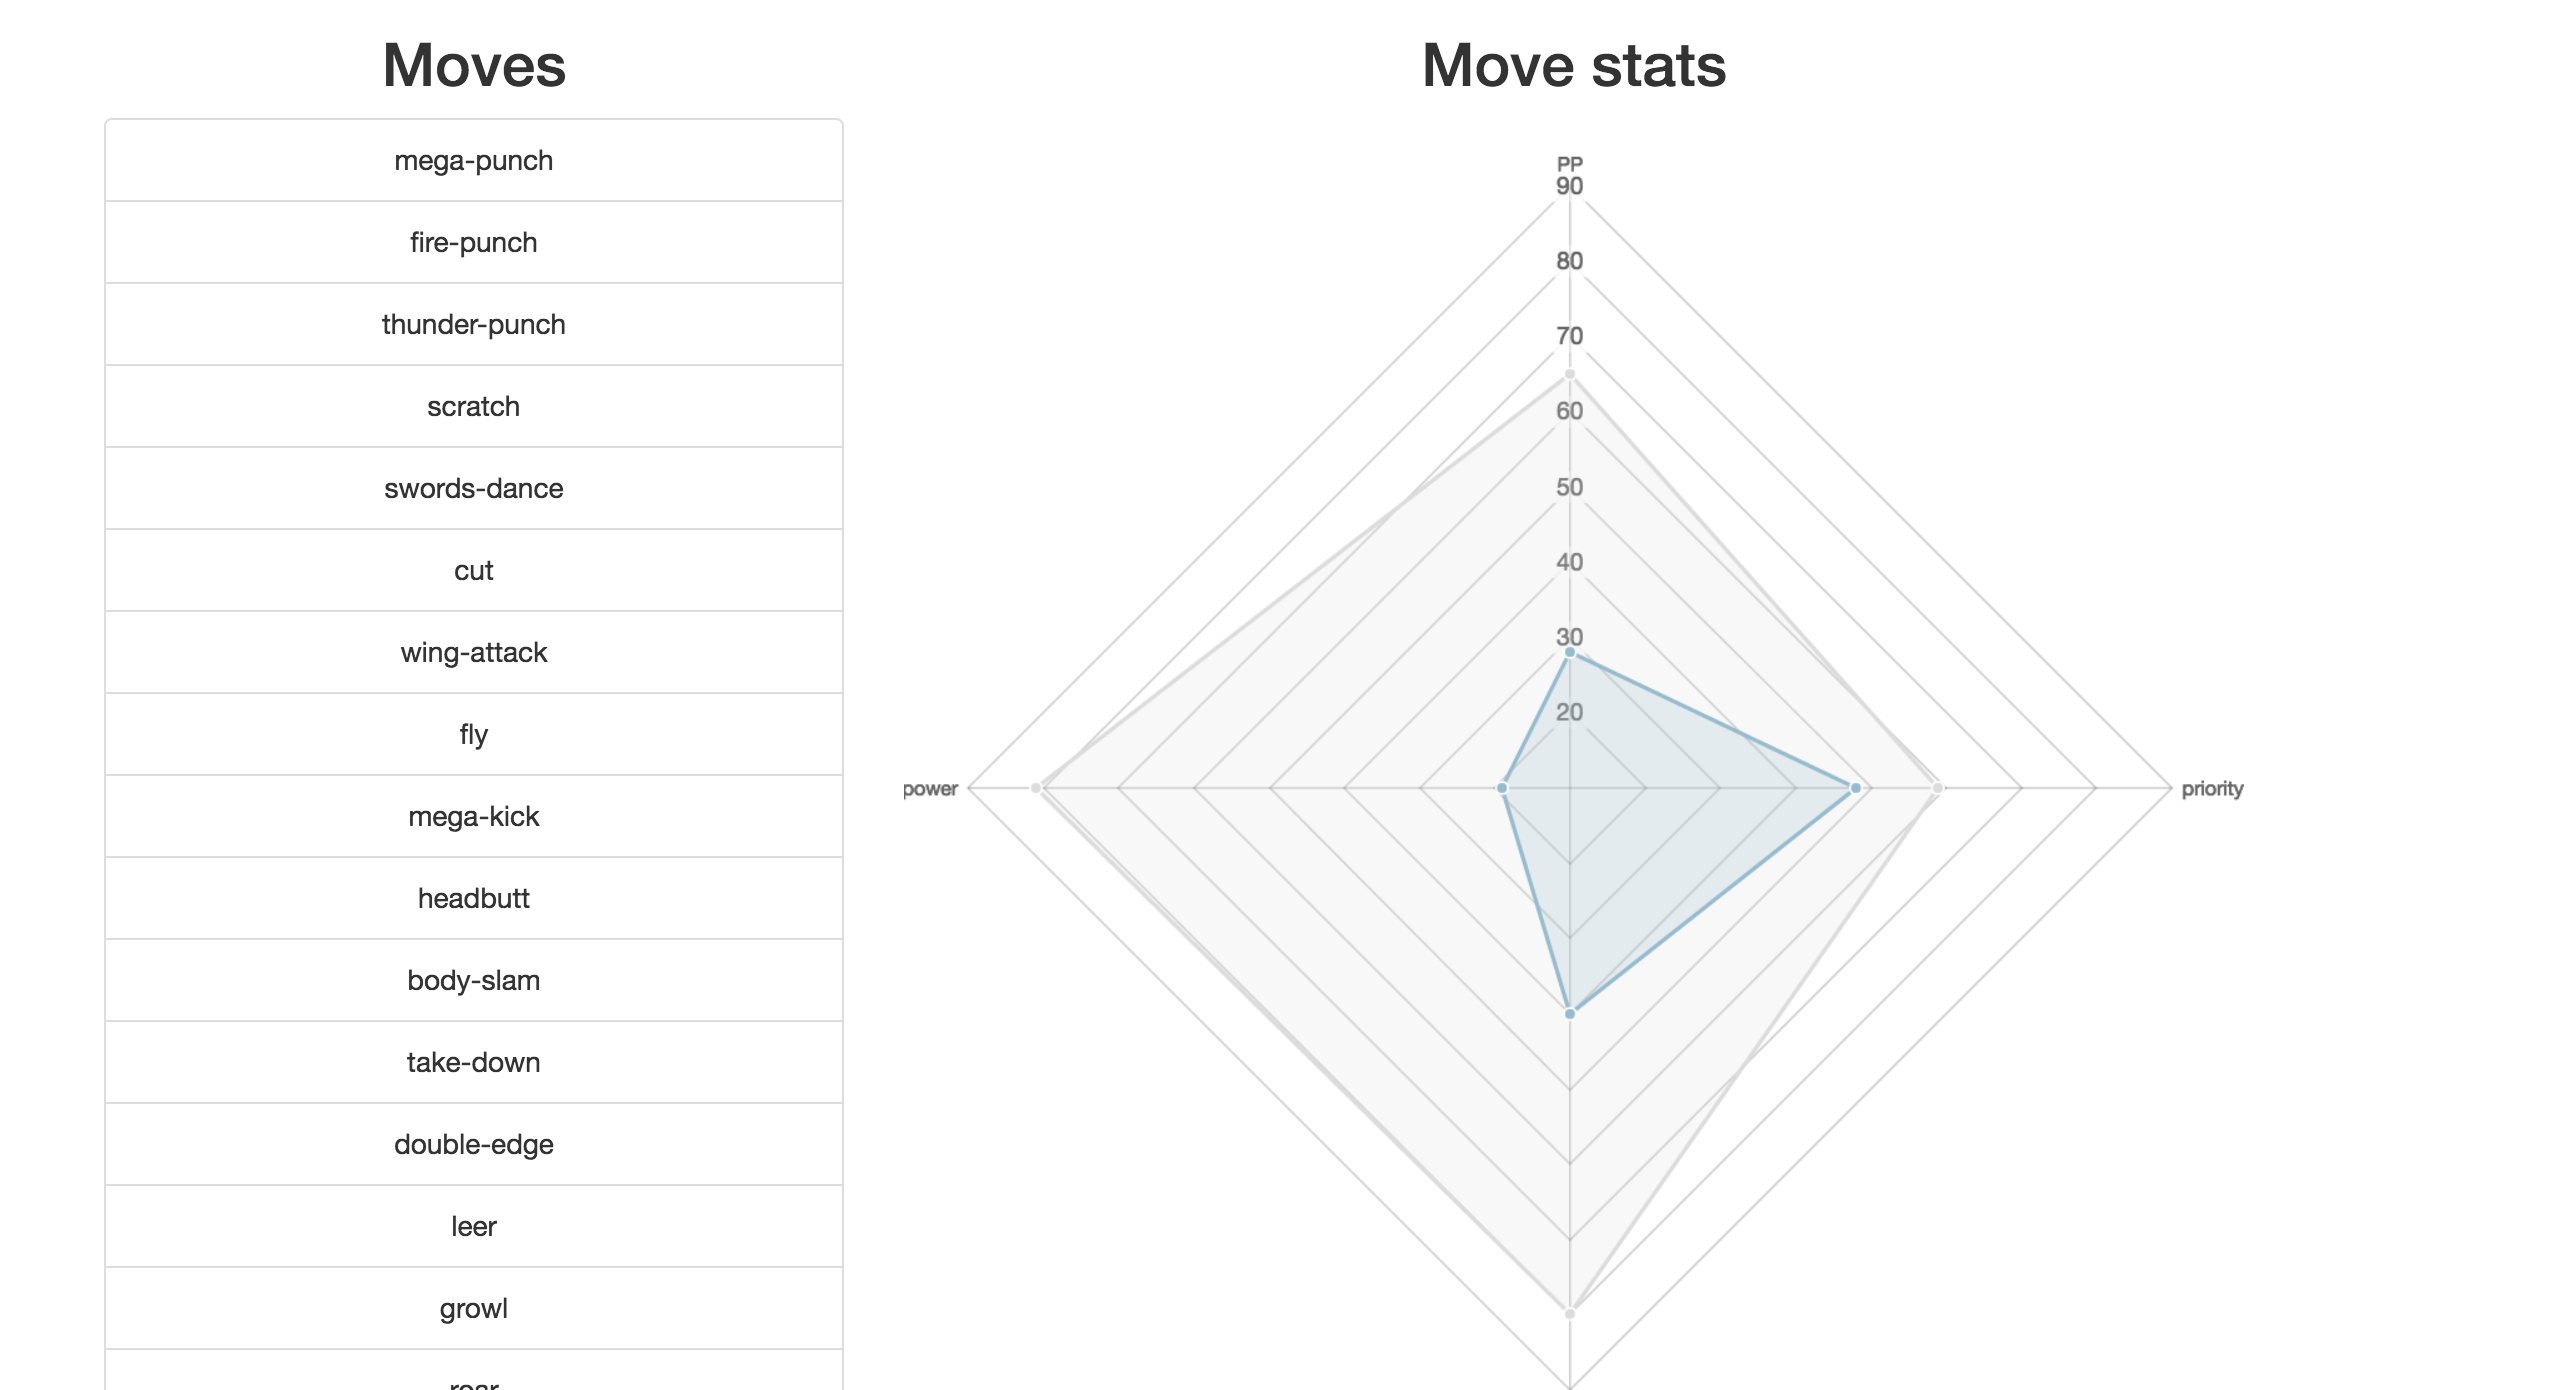 Moves
mega-punch
fire-punch
thunder-punch
scratch
swords-dance
cut
wing-attack
fly
mega-kick
headbutt
body-slam
take-down
double-edge
leer
growl
roar
Move stats
PP
90
80
70
60
50
40
30
20
power
priority